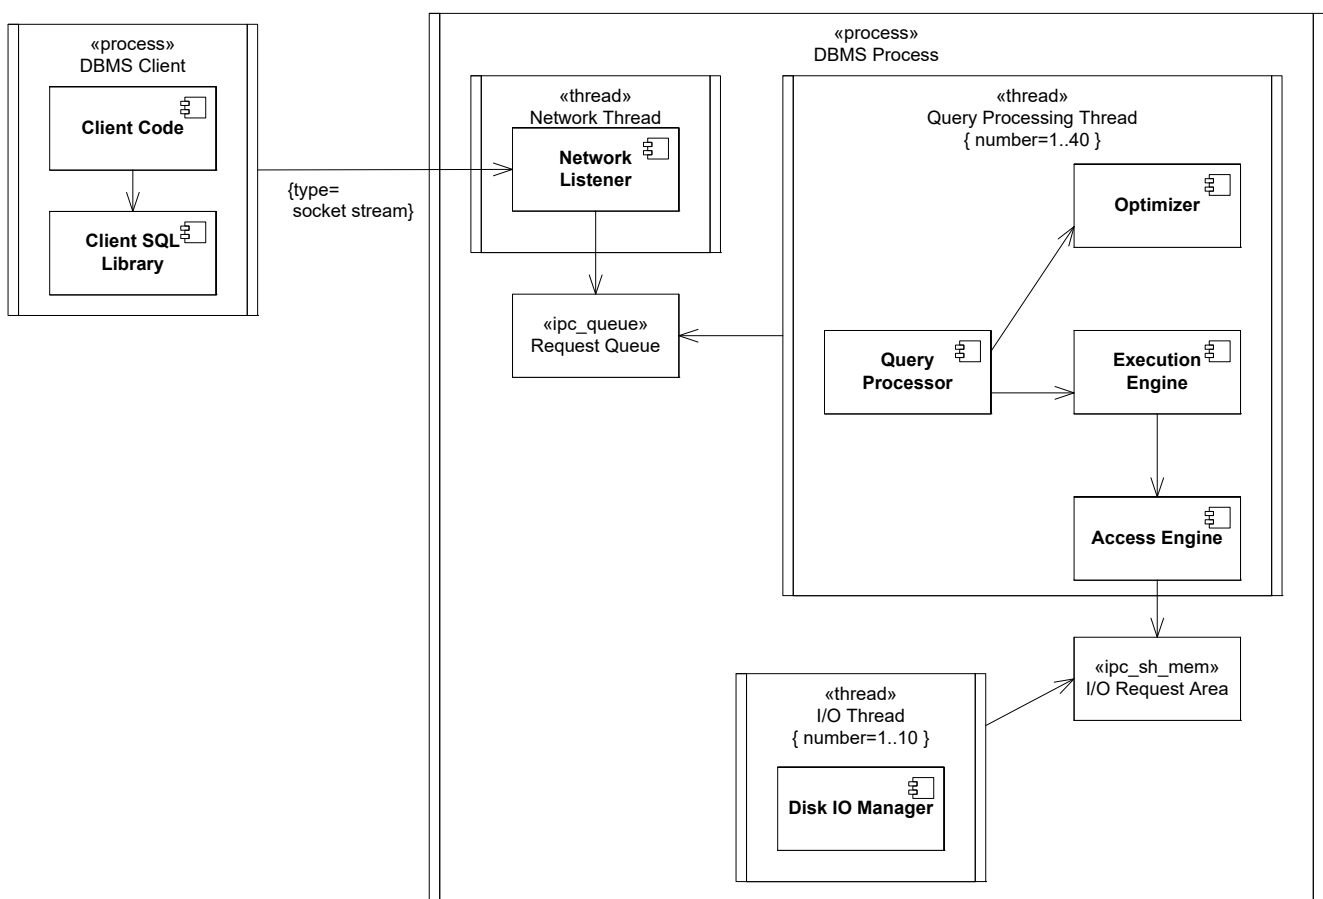 «process»
DBMS Client
Client Code
Client SQL
Library
{type=
socket stream}
«process»
DBMS Process
«thread»
Network Thread
Network
Listener
«ipc_queue»
Request Queue
«thread»
Query Processing Thread
{ number=1..40 }
Optimizer
Query
Processor
Execution
Engine
Access Engine
«ipc_sh_mem»
I/O Request Area
«thread»
I/O Thread
{ number=1..10 }
Disk IO Manager